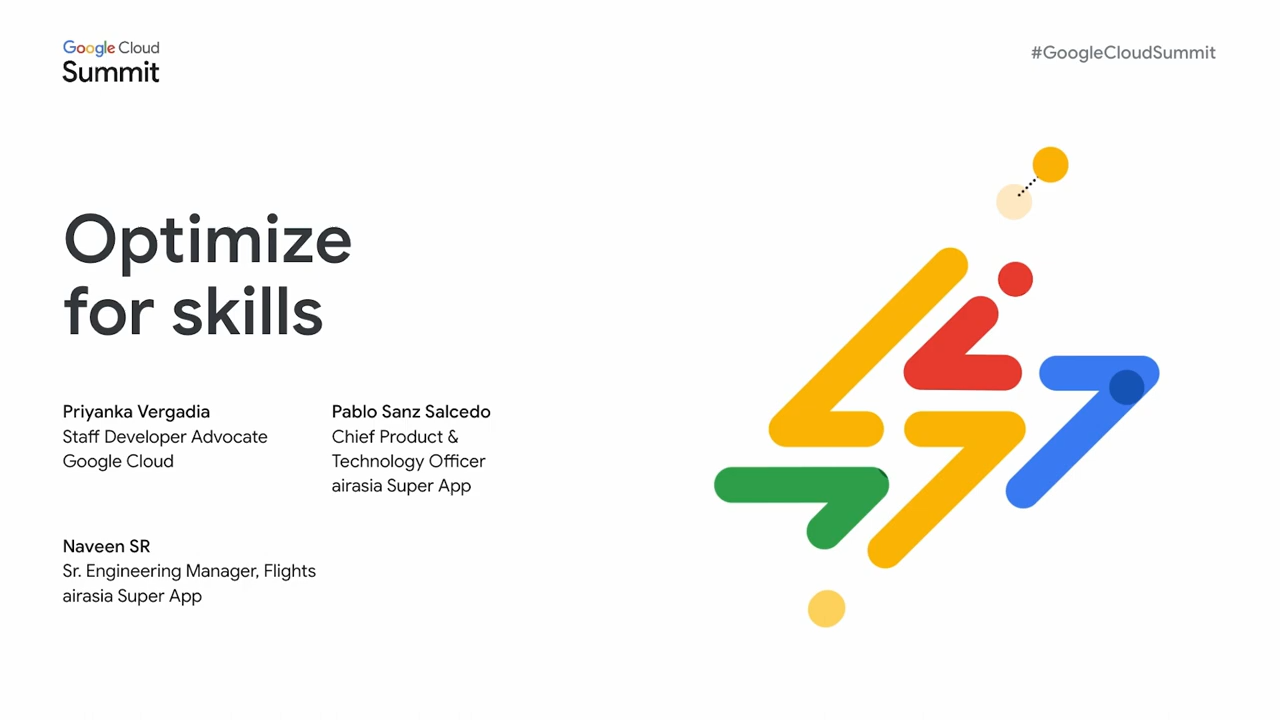 Google Cloud
Summit
#GoogleCloudSummit
Optimize
for skills
Priyanka Vergadia
Staff Developer Advocate
Google Cloud
Pablo Sanz Salcedo
Chief Product &
Technology Officer
airasia Super App
Naveen SR
Sr. Engineering Manager, Flights
airasia Super App